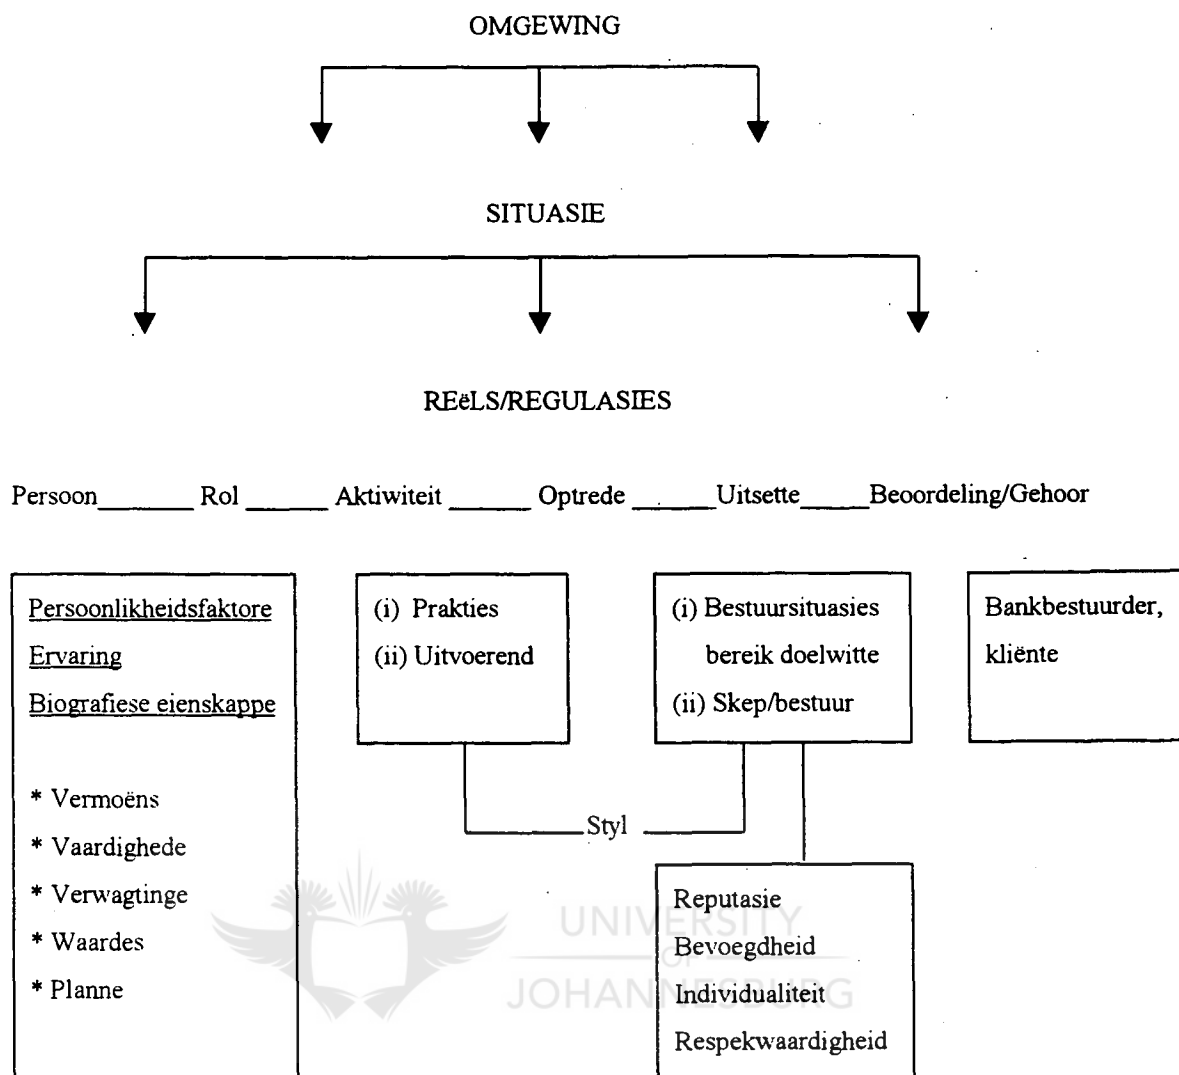 OMGEWING
SITUASIE
REëLS/REGULASIES
Persoon_______ Rol ______ Aktiwiteit ______ Optrede ______Uitsette_____Beoordeling/Gehoor
Persoonlikheidsfaktore
Ervaring
Biografiese eienskappe
* Vermoëns
* Vaardighede
* Verwagtinge
* Waardes
* Planne
(i) Prakties
(ii) Uitvoerend
(i) Bestuursituasies
bereik doelwitte
(ii) Skep/bestuur
Bankbestuurder,
kliënte
Styl
Reputasie
Bevoegdheid
Individualiteit
Respekwaardigheid
UNIVERSITY
OF
JOHANNESBURG